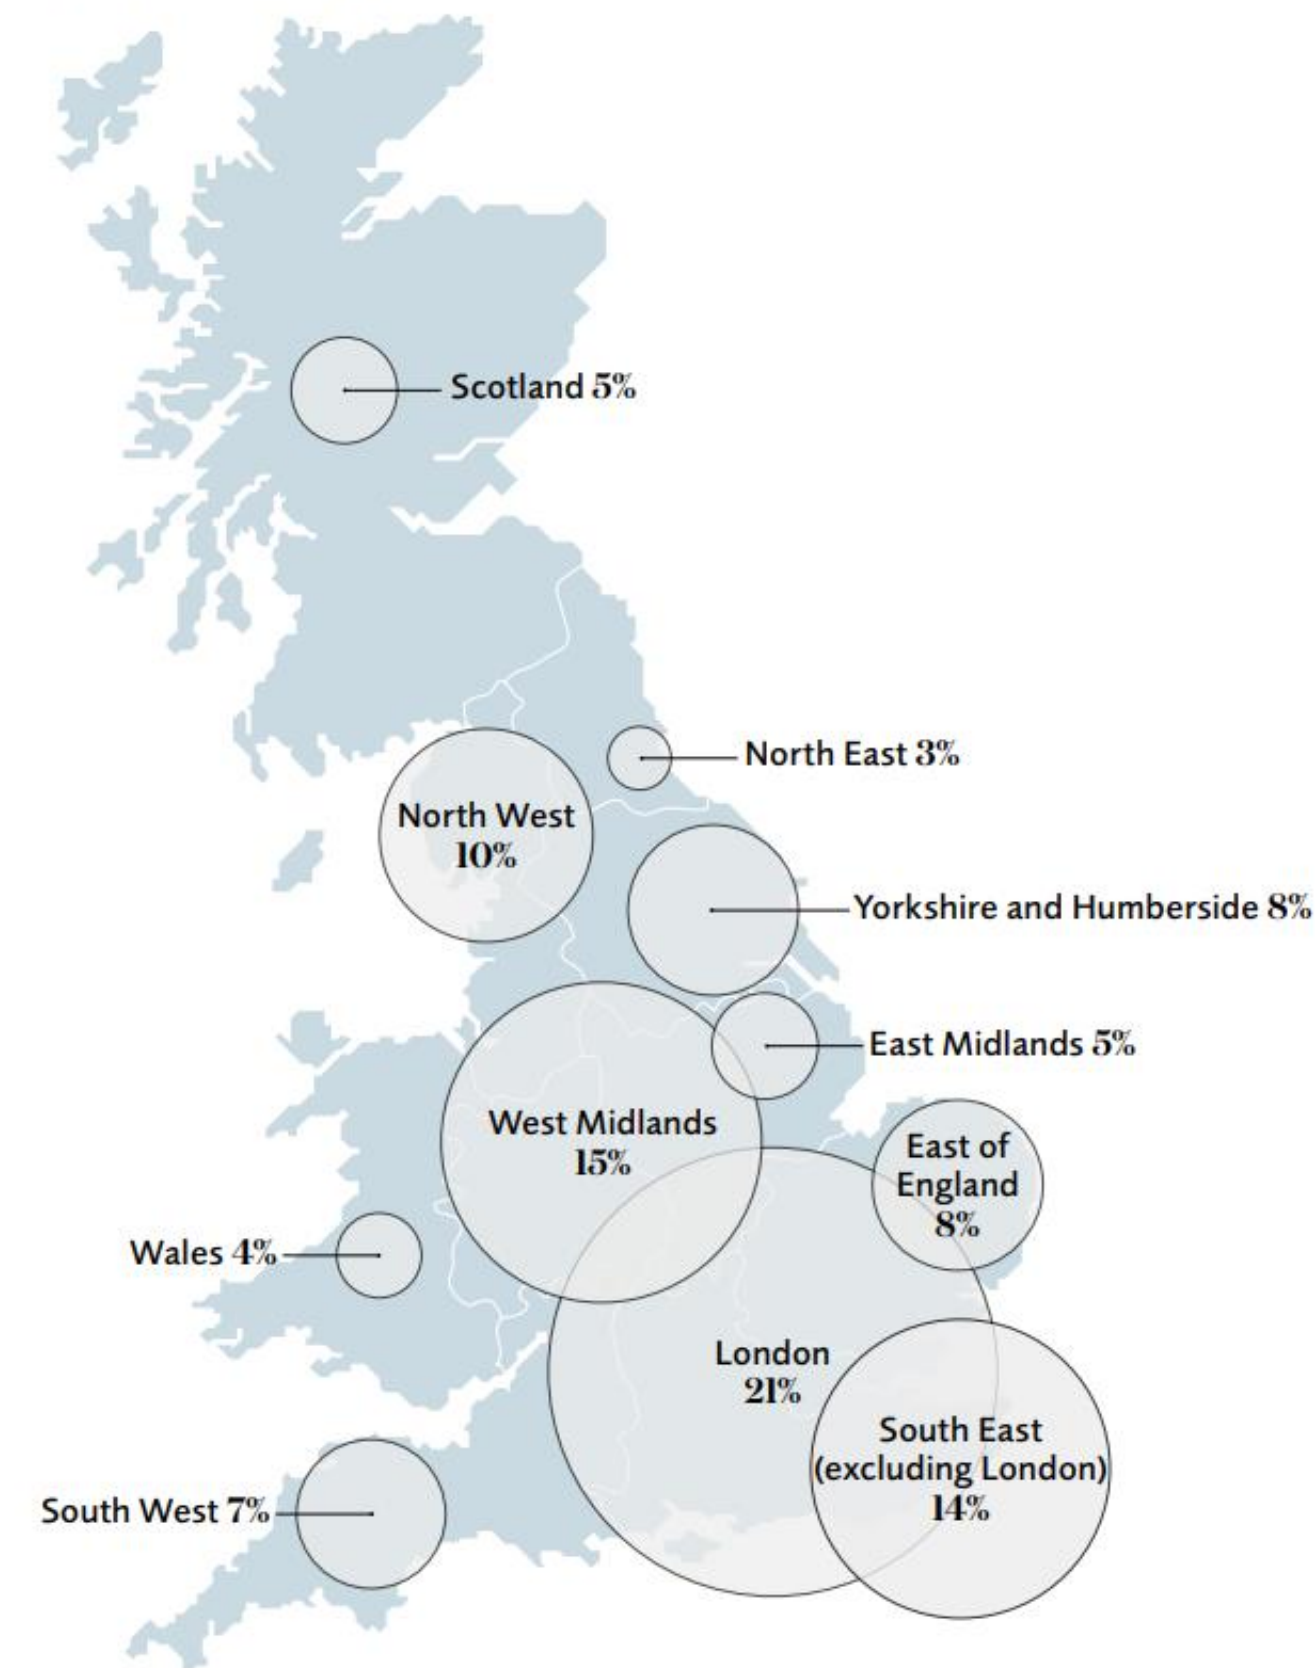 Scotland 5%
North East 3%
North West
10%
Yorkshire and Humberside 8%
East Midlands 5%
West Midlands
15%
East of
England
8%
Wales 4%
London
21%
South East
(excluding London)
14%
South West 7%